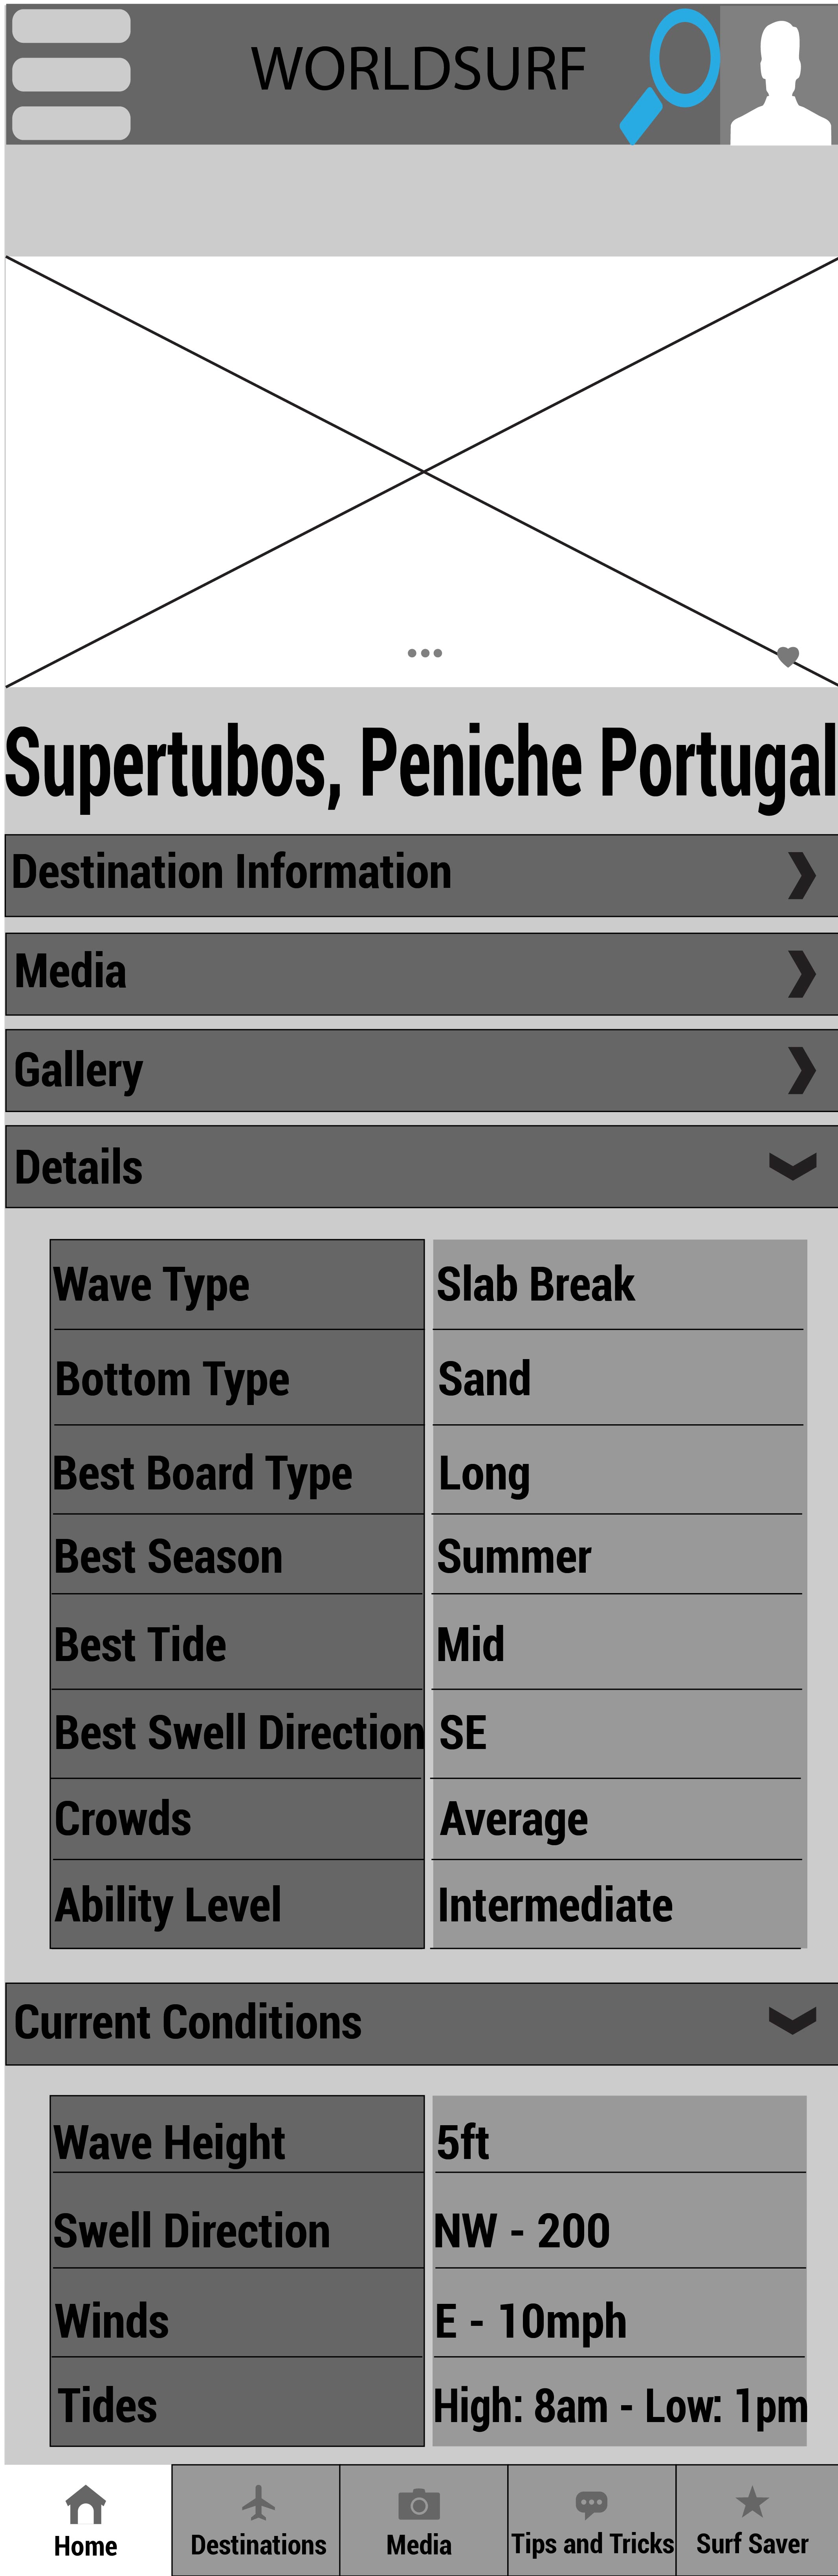 WORLDSURF
Supertubos, Peniche Portugal
Destination Information
Media
Gallery
Details
Wave Type Slab Break
Bottom Type Sand
Best Board Type Long
Best Season Summer
Best Tide Mid
Best Swell Direction SE
Crowds Average
Ability Level Intermediate
Current Conditions
Wave Height 5ft
Swell Direction NW - 200
Winds E - 10mph
Tides High: 8am - Low: 1pm
Home Destinations Media Tips and Tricks Surf Saver